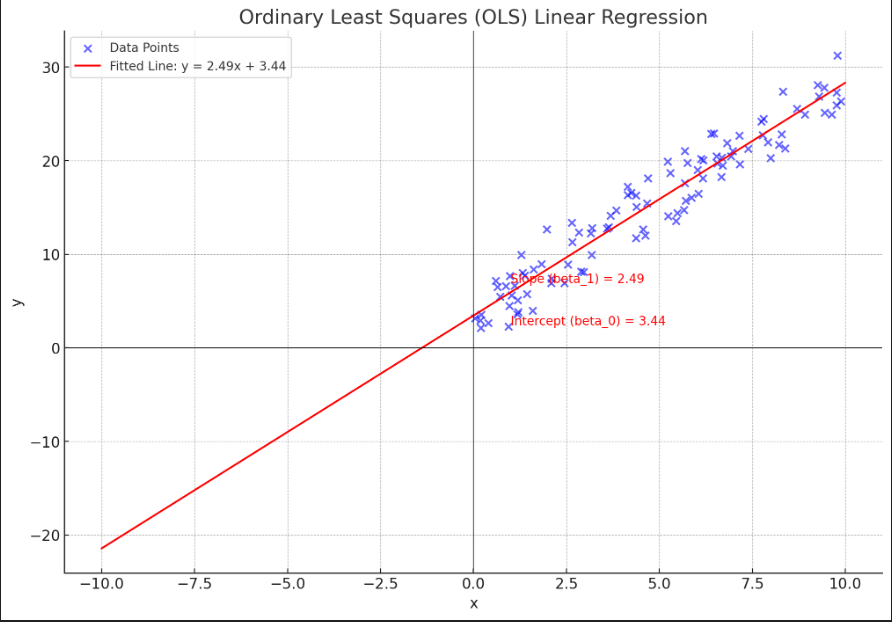 Ordinary Least Squares (OLS) Linear Regression
Data Points
Fitted Line: y = 2.49x + 3.44
30
20
10
0
−10
−20
y
Slope (beta_1) = 2.49
Intercept (beta_0) = 3.44
−10.0 −7.5 −5.0 −2.5 0.0 2.5 5.0 7.5 10.0
x